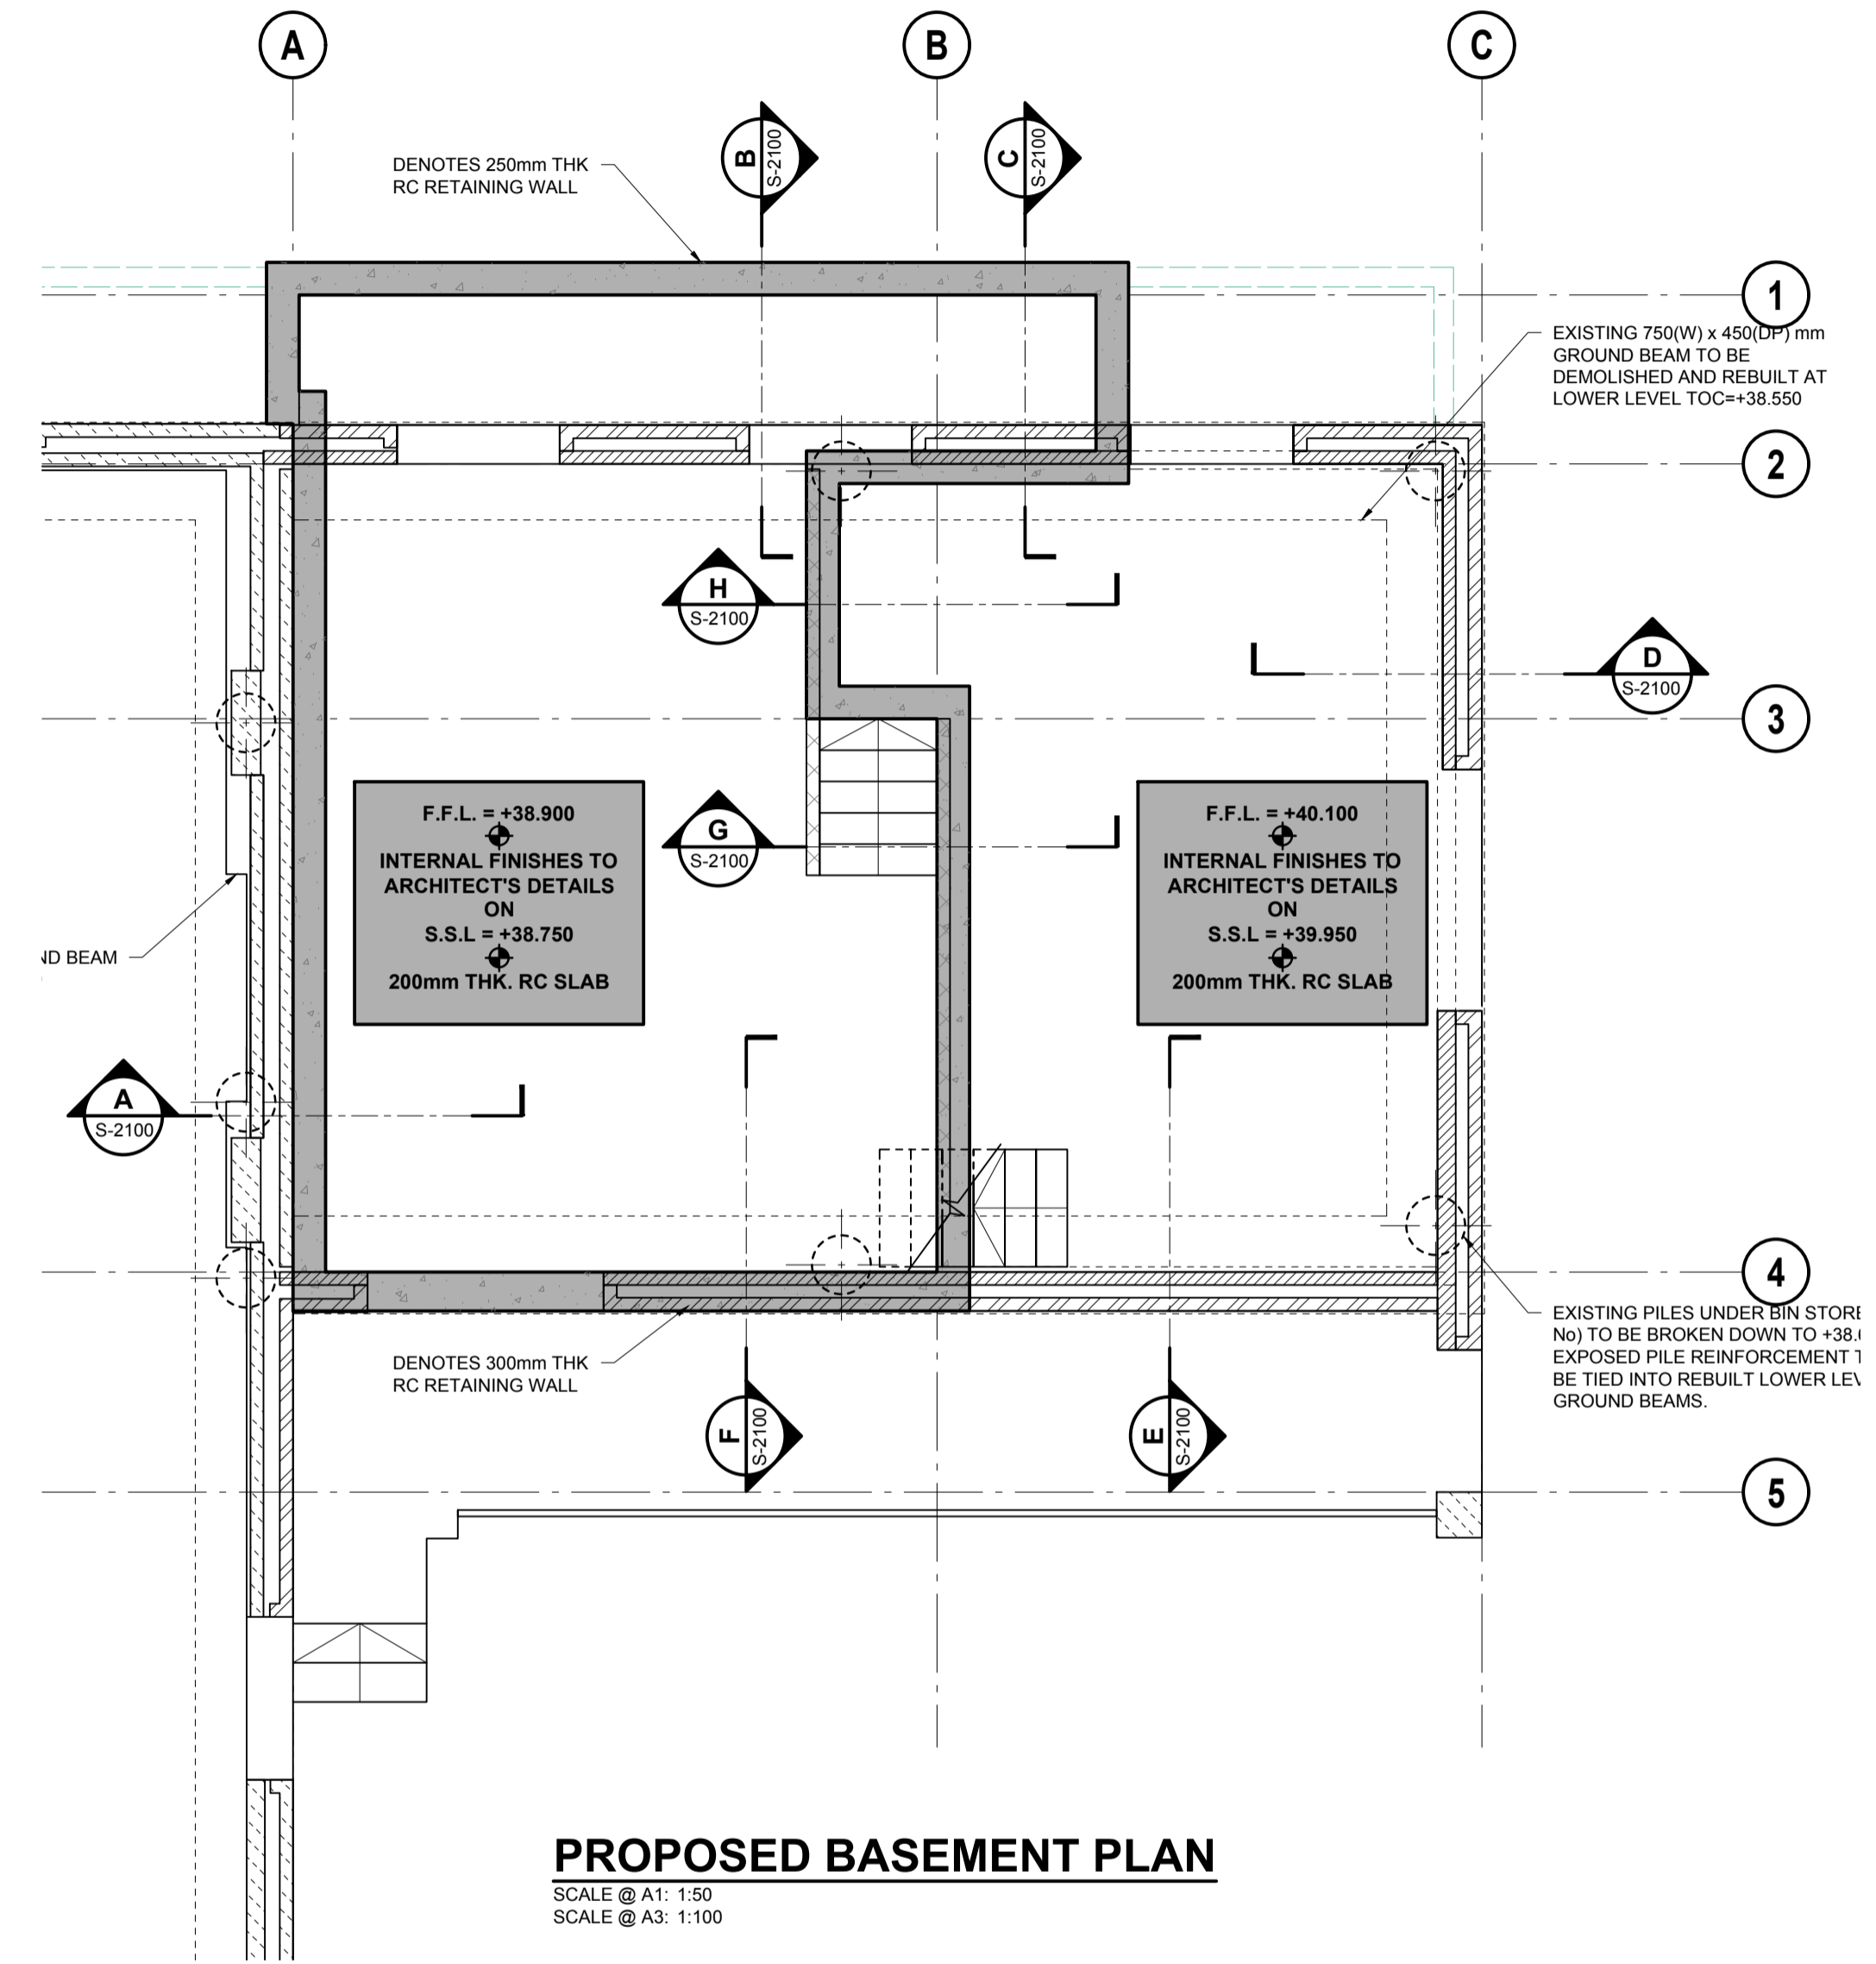 A
B
C
B
S-2100
C
S-2100
DENOTES 250mm THK
RC RETAINING WALL
1
EXISTING 750(W) x 450(DP) mm
GROUND BEAM TO BE
DEMOLISHED AND REBUILT AT
LOWER LEVEL TOC=+38.550
2
H
S-2100
D
S-2100
3
F.F.L. = +38.900
INTERNAL FINISHES TO
ARCHITECT'S DETAILS
ON
S.S.L = +38.750
200mm THK. RC SLAB
G
S-2100
F.F.L. = +40.100
INTERNAL FINISHES TO
ARCHITECT'S DETAILS
ON
S.S.L = +39.950
200mm THK. RC SLAB
BEAM
A
S-2100
4
EXISTING PILES UNDER BIN STORE
No) TO BE BROKEN DOWN TO
EXPOSED PILE REINFORCEMENT
BE TIED INTO REBUILT LOWER
GROUND BEAMS.
DENOTES 300mm THK
RC RETAINING WALL
F
S-2100
E
S-2100
5
PROPOSED BASEMENT PLAN
SCALE @ A1: 1:50
SCALE @ A3: 1:100